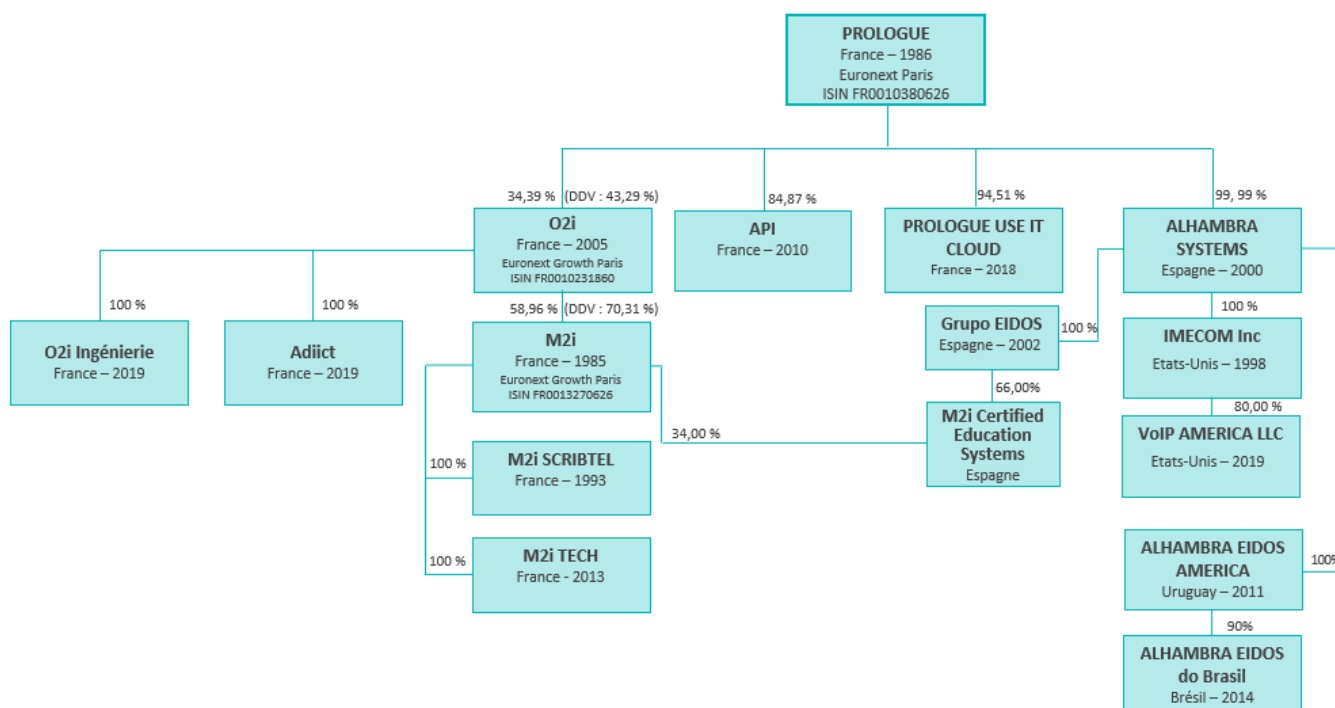 PROLOGUE
France – 1986
Euronext Paris
ISIN FR0010380626
34,39 % (DDV : 43,29 %)
84,87 %
94,51 %
99, 99 %
O2i
France – 2005
Euronext Growth Paris
ISIN FR0010231860
API
France – 2010
PROLOGUE USE IT
CLOUD
France – 2018
ALHAMBRA
SYSTEMS
Espagne – 2000
100 %
100 %
58,96 % (DDV : 70,31 %)
100 %
100 %
O2i Ingénierie
France – 2019
Adiict
France – 2019
M2i
France – 1985
Euronext Growth Paris
ISIN FR0013270626
Grupo EIDOS
Espagne – 2002
IMECOM Inc
Etats-Unis – 1998
66,00%
80,00 %
34,00 %
M2i Certified
Education
Systems
Espagne
VoIP AMERICA LLC
Etats-Unis – 2019
100 %
M2i SCRIBTEL
France – 1993
100 %
M2i TECH
France - 2013
ALHAMBRA EIDOS
AMERICA
Uruguay – 2011
100%
90%
ALHAMBRA EIDOS
do Brasil
Brésil – 2014